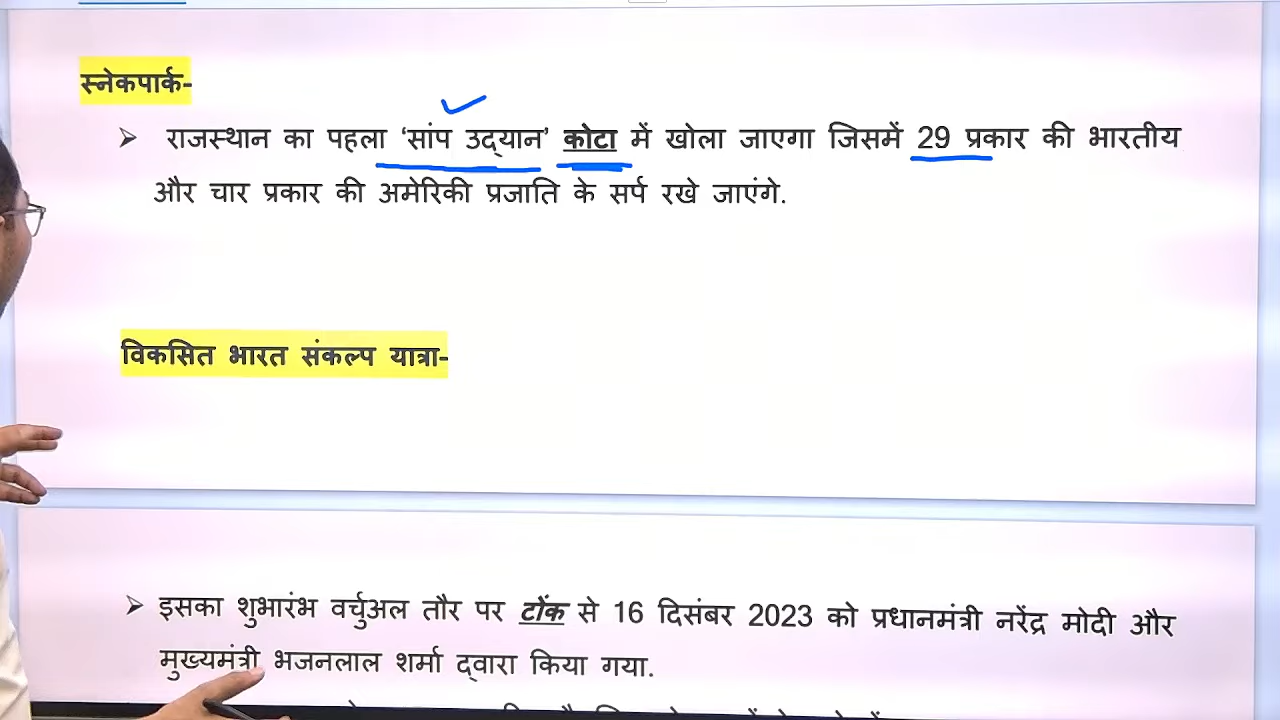 स्नेकपार्क-
➢ राजस्थान का पहला ‘सांप उद्यान’ कोटा में खोला जाएगा जिसमें 29 प्रकार की भारतीय
और चार प्रकार की अमेरिकी प्रजाति के सर्प रखे जाएंगे.
विकसित भारत संकल्प यात्रा-
➢ इसका शुभारंभ वर्चुअल तौर पर टोंक से 16 दिसंबर 2023 को प्रधानमंत्री नरेंद्र मोदी और
मुख्यमंत्री भजनलाल शर्मा द्वारा किया गया.